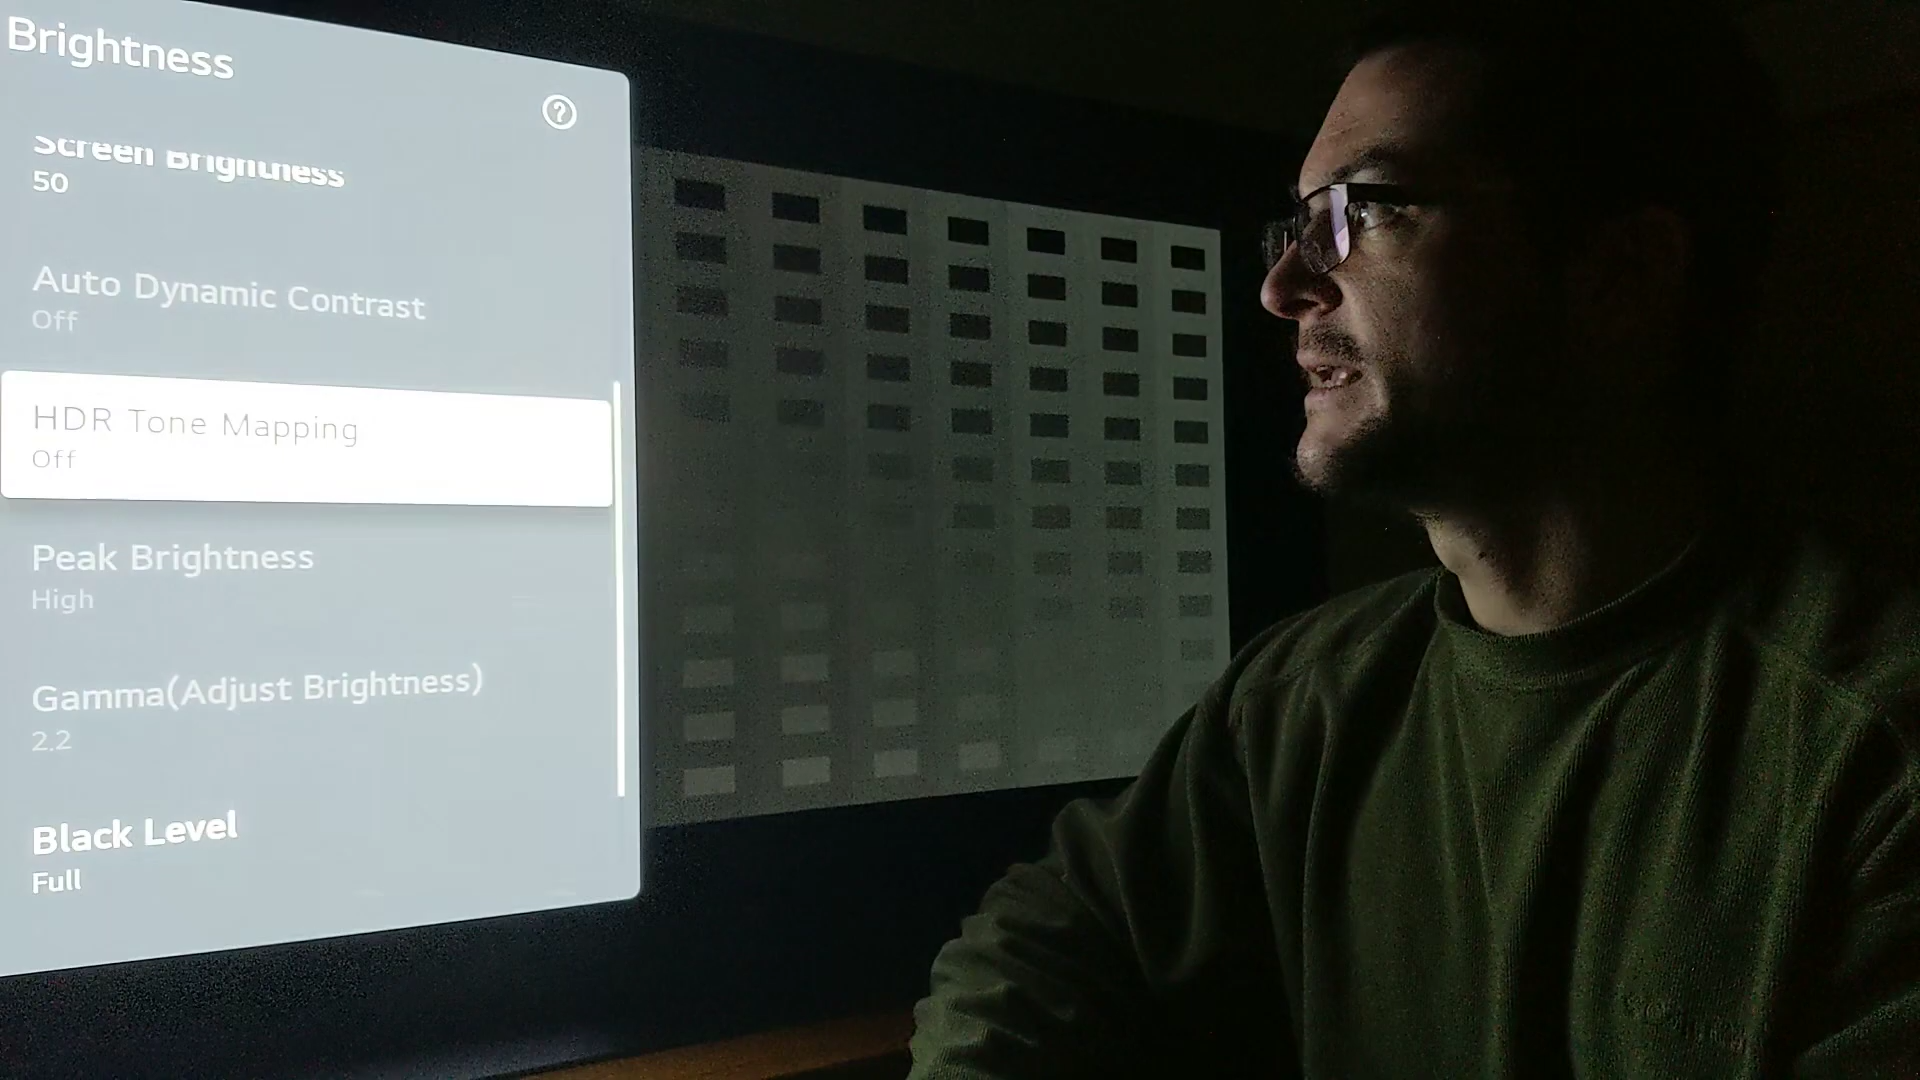 Brightness
?
Screen Brightness
50
Auto Dynamic Contrast
Off
HDR Tone Mapping
Off
Peak Brightness
High
Gamma(Adjust Brightness)
2.2
Black Level
Full